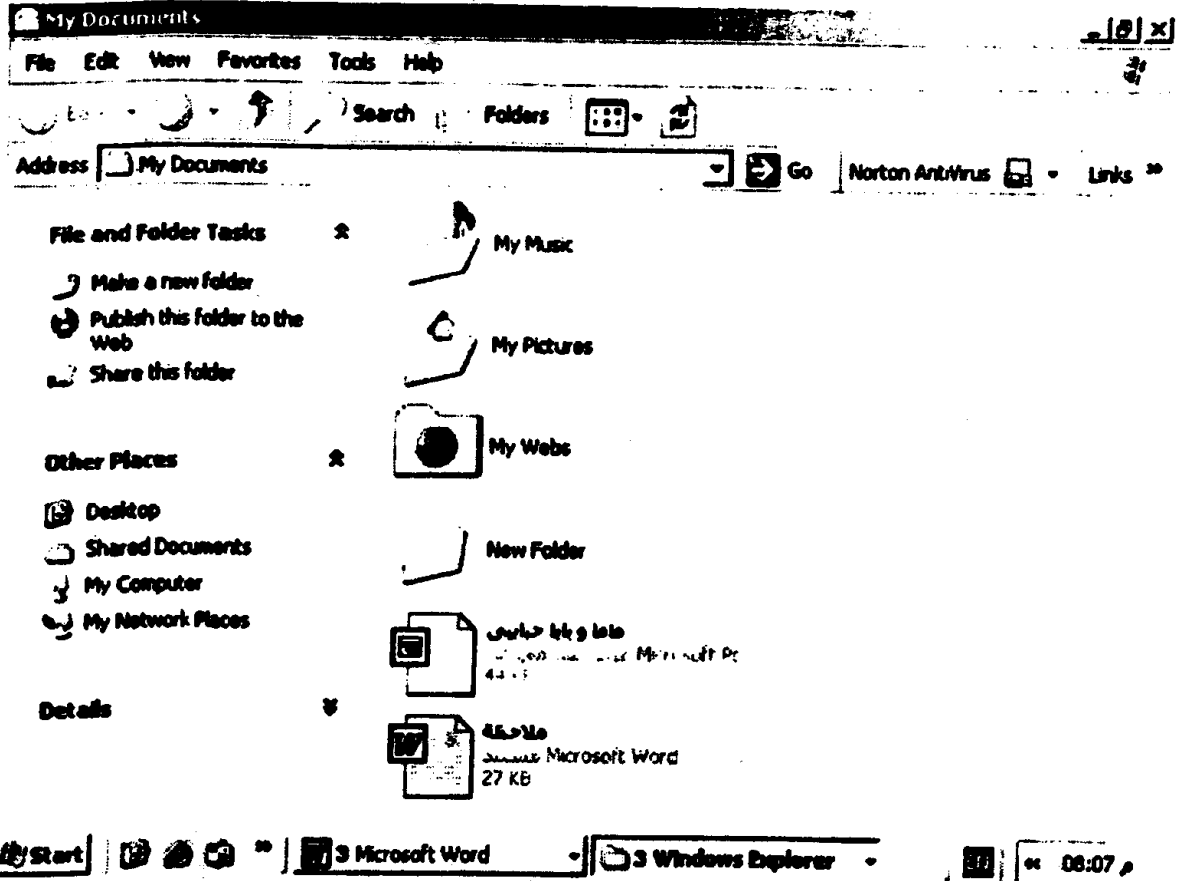 My Documents
File Edit View Favorites Tools Help
Search Folders
Address My Documents Go Norton AntiVirus Links »
File and Folder Tasks
Make a new folder
Publish this folder to the
Web
Share this folder
Other Places
Desktop
Shared Documents
My Computer
My Network Places
Details
My Music
My Pictures
My Webs
New Folder
ماما و بابا حبايبى
Microsoft
ملاحظة
مستند Microsoft Word
27 KB
Start » 3 Microsoft Word 3 Windows Explorer « 08:07 م